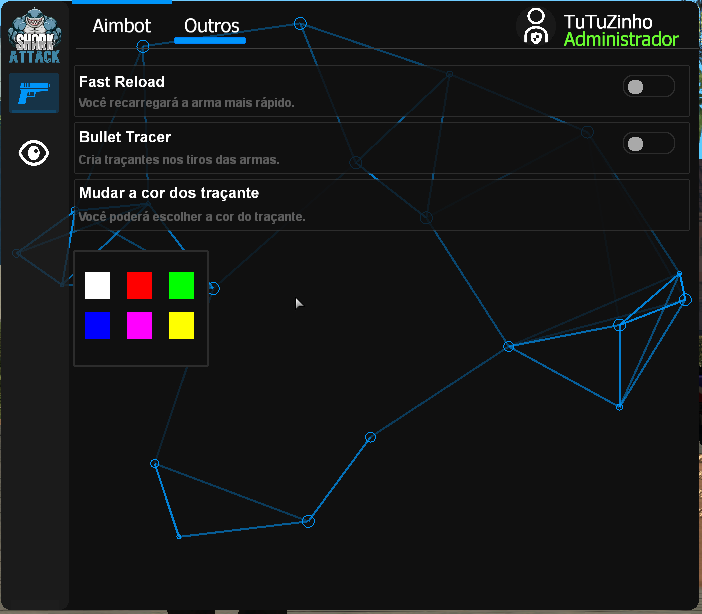 SHARK
ATTACK
Aimbot
Outros
TuTuZinho
Administrador
Fast Reload
Você recarregará a arma mais rápido.
Bullet Tracer
Cria traçantes nos tiros das armas.
Mudar a cor dos traçante
Você poderá escolher a cor do traçante.